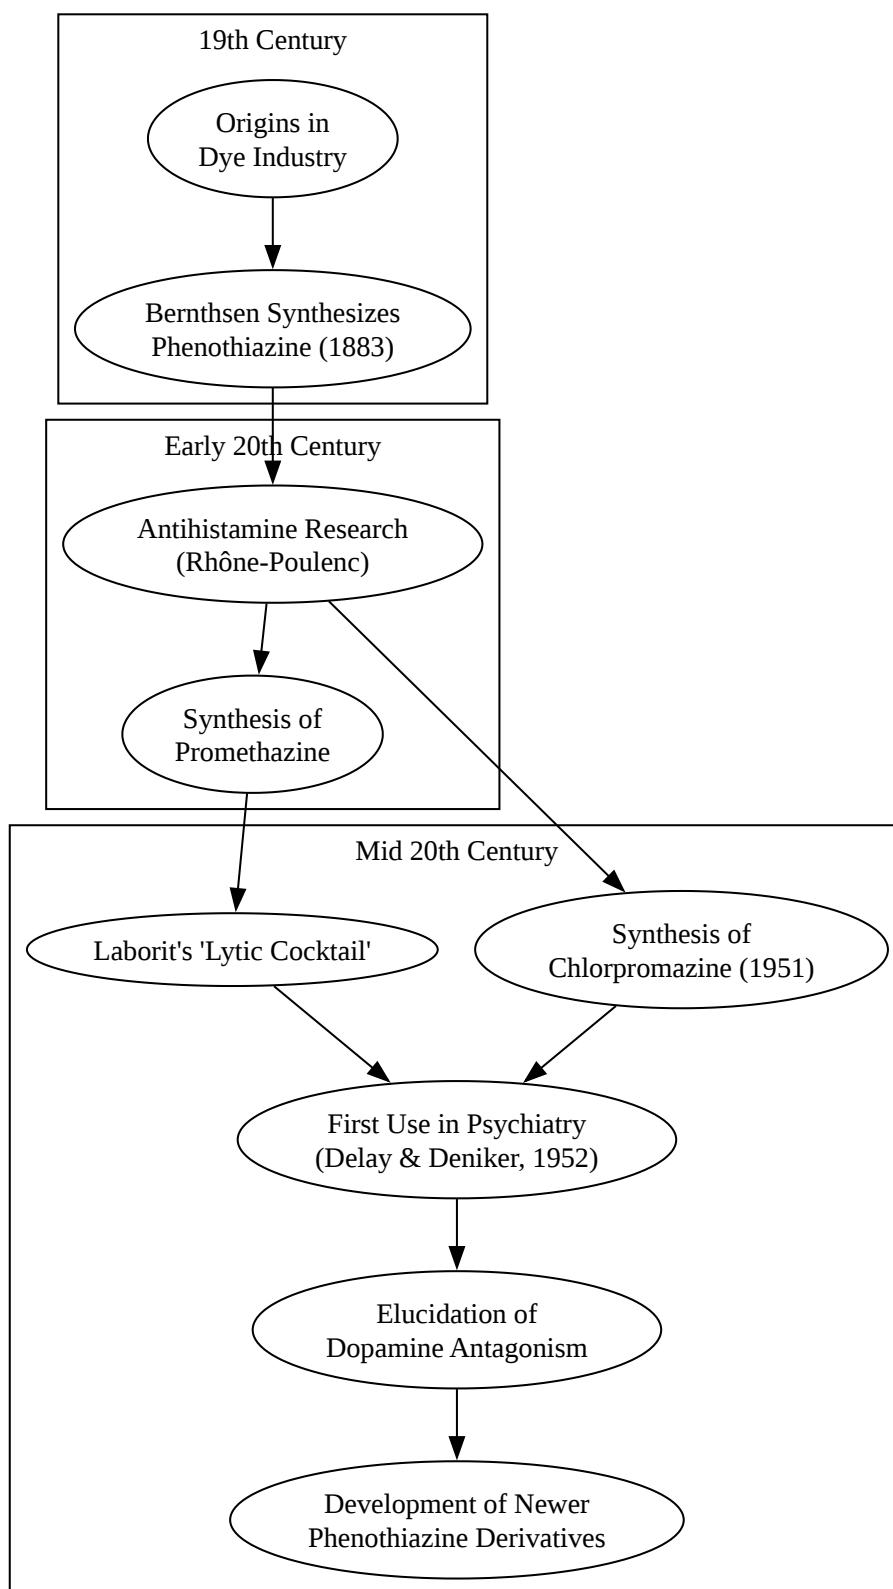 19th Century
Origins in
Dye Industry
Bernthsen Synthesizes
Phenothiazine (1883)
Early 20th Century
Antihistamine Research
(Rhône-Poulenc)
Synthesis of
Promethazine
Mid 20th Century
Laborit's 'Lytic Cocktail'
Synthesis of
Chlorpromazine (1951)
First Use in Psychiatry
(Delay & Deniker, 1952)
Elucidation of
Dopamine Antagonism
Development of Newer
Phenothiazine Derivatives